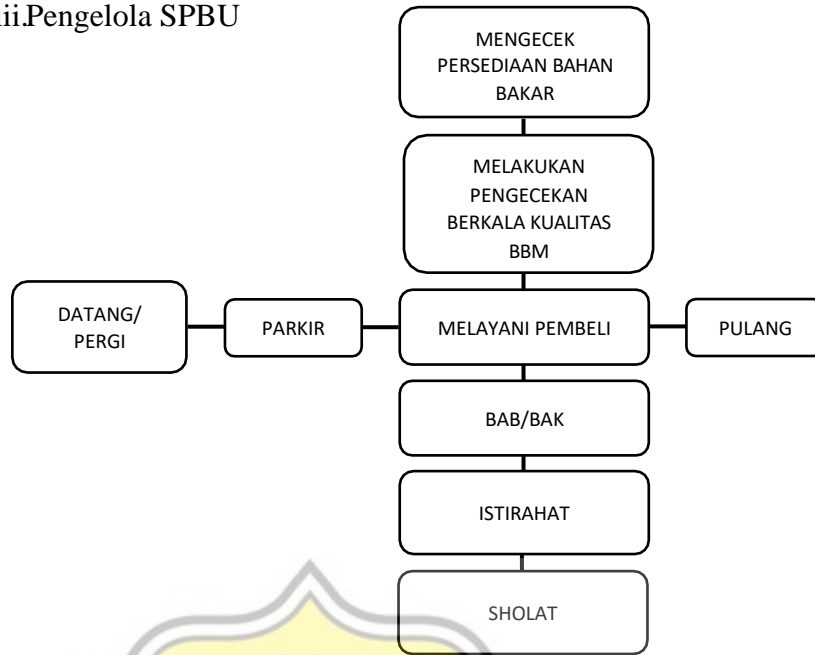 ii.Pengelola SPBU
MENGECEK
PERSEDIAAN BAHAN
BAKAR
MELAKUKAN
PENGECEKAN
BERKALA KUALITAS
BBM
DATANG/
PERGI
PARKIR
MELAYANI PEMBELI
PULANG
BAB/BAK
ISTIRAHAT
SHOLAT